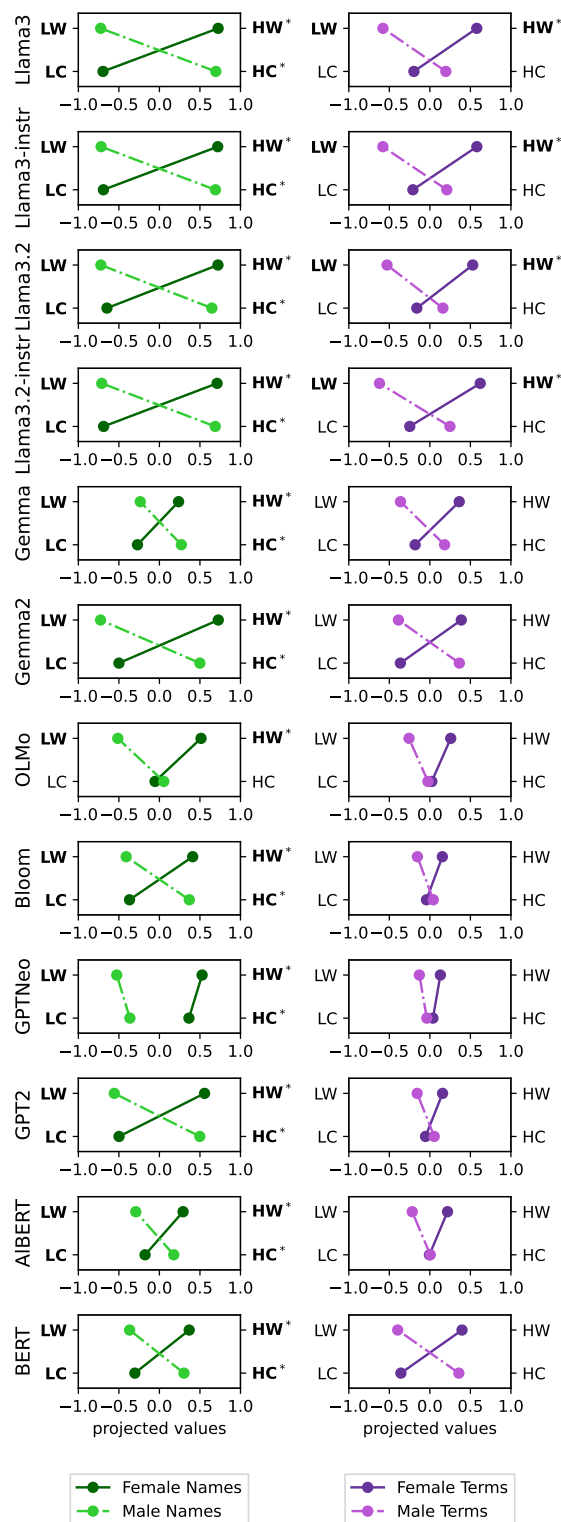 Llama3
LW HW* LW HW*
LC HC* LC HC
−1.0 −0.5 0.0 0.5 1.0 −1.0 −0.5 0.0 0.5 1.0
Llama3-instr
LW HW* LW HW*
LC HC* LC HC
−1.0 −0.5 0.0 0.5 1.0 −1.0 −0.5 0.0 0.5 1.0
Llama3.2
LW HW* LW HW*
LC HC* LC HC
−1.0 −0.5 0.0 0.5 1.0 −1.0 −0.5 0.0 0.5 1.0
Llama3.2-instr
LW HW* LW HW*
LC HC* LC HC
−1.0 −0.5 0.0 0.5 1.0 −1.0 −0.5 0.0 0.5 1.0
Gemma
LW HW* LW HW
LC HC* LC HC
−1.0 −0.5 0.0 0.5 1.0 −1.0 −0.5 0.0 0.5 1.0
Gemma2
LW HW* LW HW
LC HC* LC HC
−1.0 −0.5 0.0 0.5 1.0 −1.0 −0.5 0.0 0.5 1.0
OLMo
LW HW* LW HW
LC HC LC HC
−1.0 −0.5 0.0 0.5 1.0 −1.0 −0.5 0.0 0.5 1.0
Bloom
LW HW* LW HW
LC HC* LC HC
−1.0 −0.5 0.0 0.5 1.0 −1.0 −0.5 0.0 0.5 1.0
GPTNeo
LW HW* LW HW
LC HC* LC HC
−1.0 −0.5 0.0 0.5 1.0 −1.0 −0.5 0.0 0.5 1.0
GPT2
LW HW* LW HW
LC HC* LC HC
−1.0 −0.5 0.0 0.5 1.0 −1.0 −0.5 0.0 0.5 1.0
AlBERT
LW HW* LW HW
LC HC* LC HC
−1.0 −0.5 0.0 0.5 1.0 −1.0 −0.5 0.0 0.5 1.0
BERT
LW HW* LW HW
LC HC* LC HC
−1.0 −0.5 0.0 0.5 1.0 −1.0 −0.5 0.0 0.5 1.0
projected values projected values
Female Names Female Terms
Male Names Male Terms